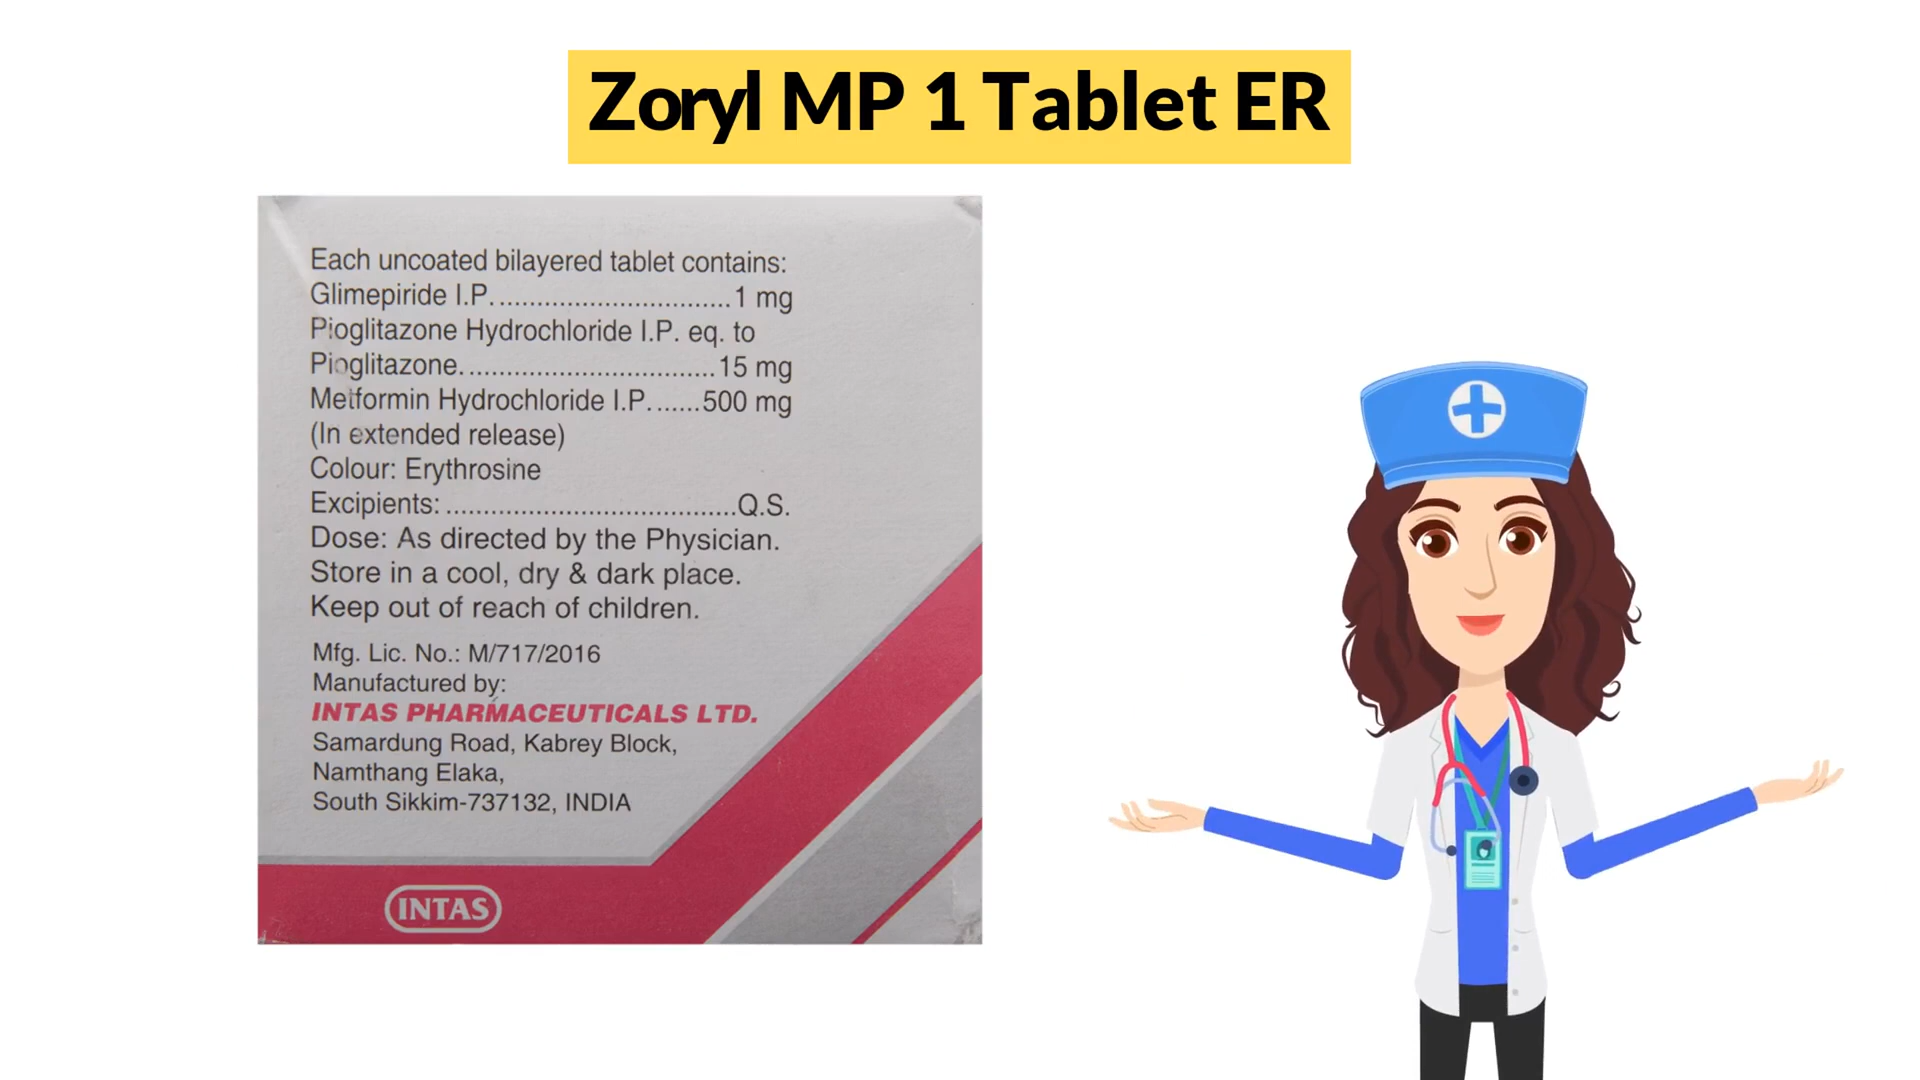 Zoryl MP 1 Tablet ER
Each uncoated bilayered tablet contains:
Glimepiride I.P...............................1 mg
Pioglitazone Hydrochloride I.P. eq. to
Pioglitazone.................................15 mg
Metformin Hydrochloride I.P.......500 mg
(In extended release)
Colour: Erythrosine
Excipients:......................................Q.S.
Dose: As directed by the Physician.
Store in a cool, dry & dark place.
Keep out of reach of children.
Mfg. Lic. No.: M/717/2016
Manufactured by:
INTAS PHARMACEUTICALS LTD.
Samardung Road, Kabrey Block,
Namthang Elaka,
South Sikkim-737132, INDIA
INTAS